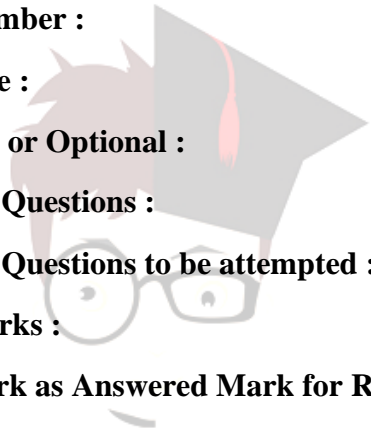 mber :
e :
or Optional :
Questions :
Questions to be attempted :
rks :
rk as Answered Mark for R